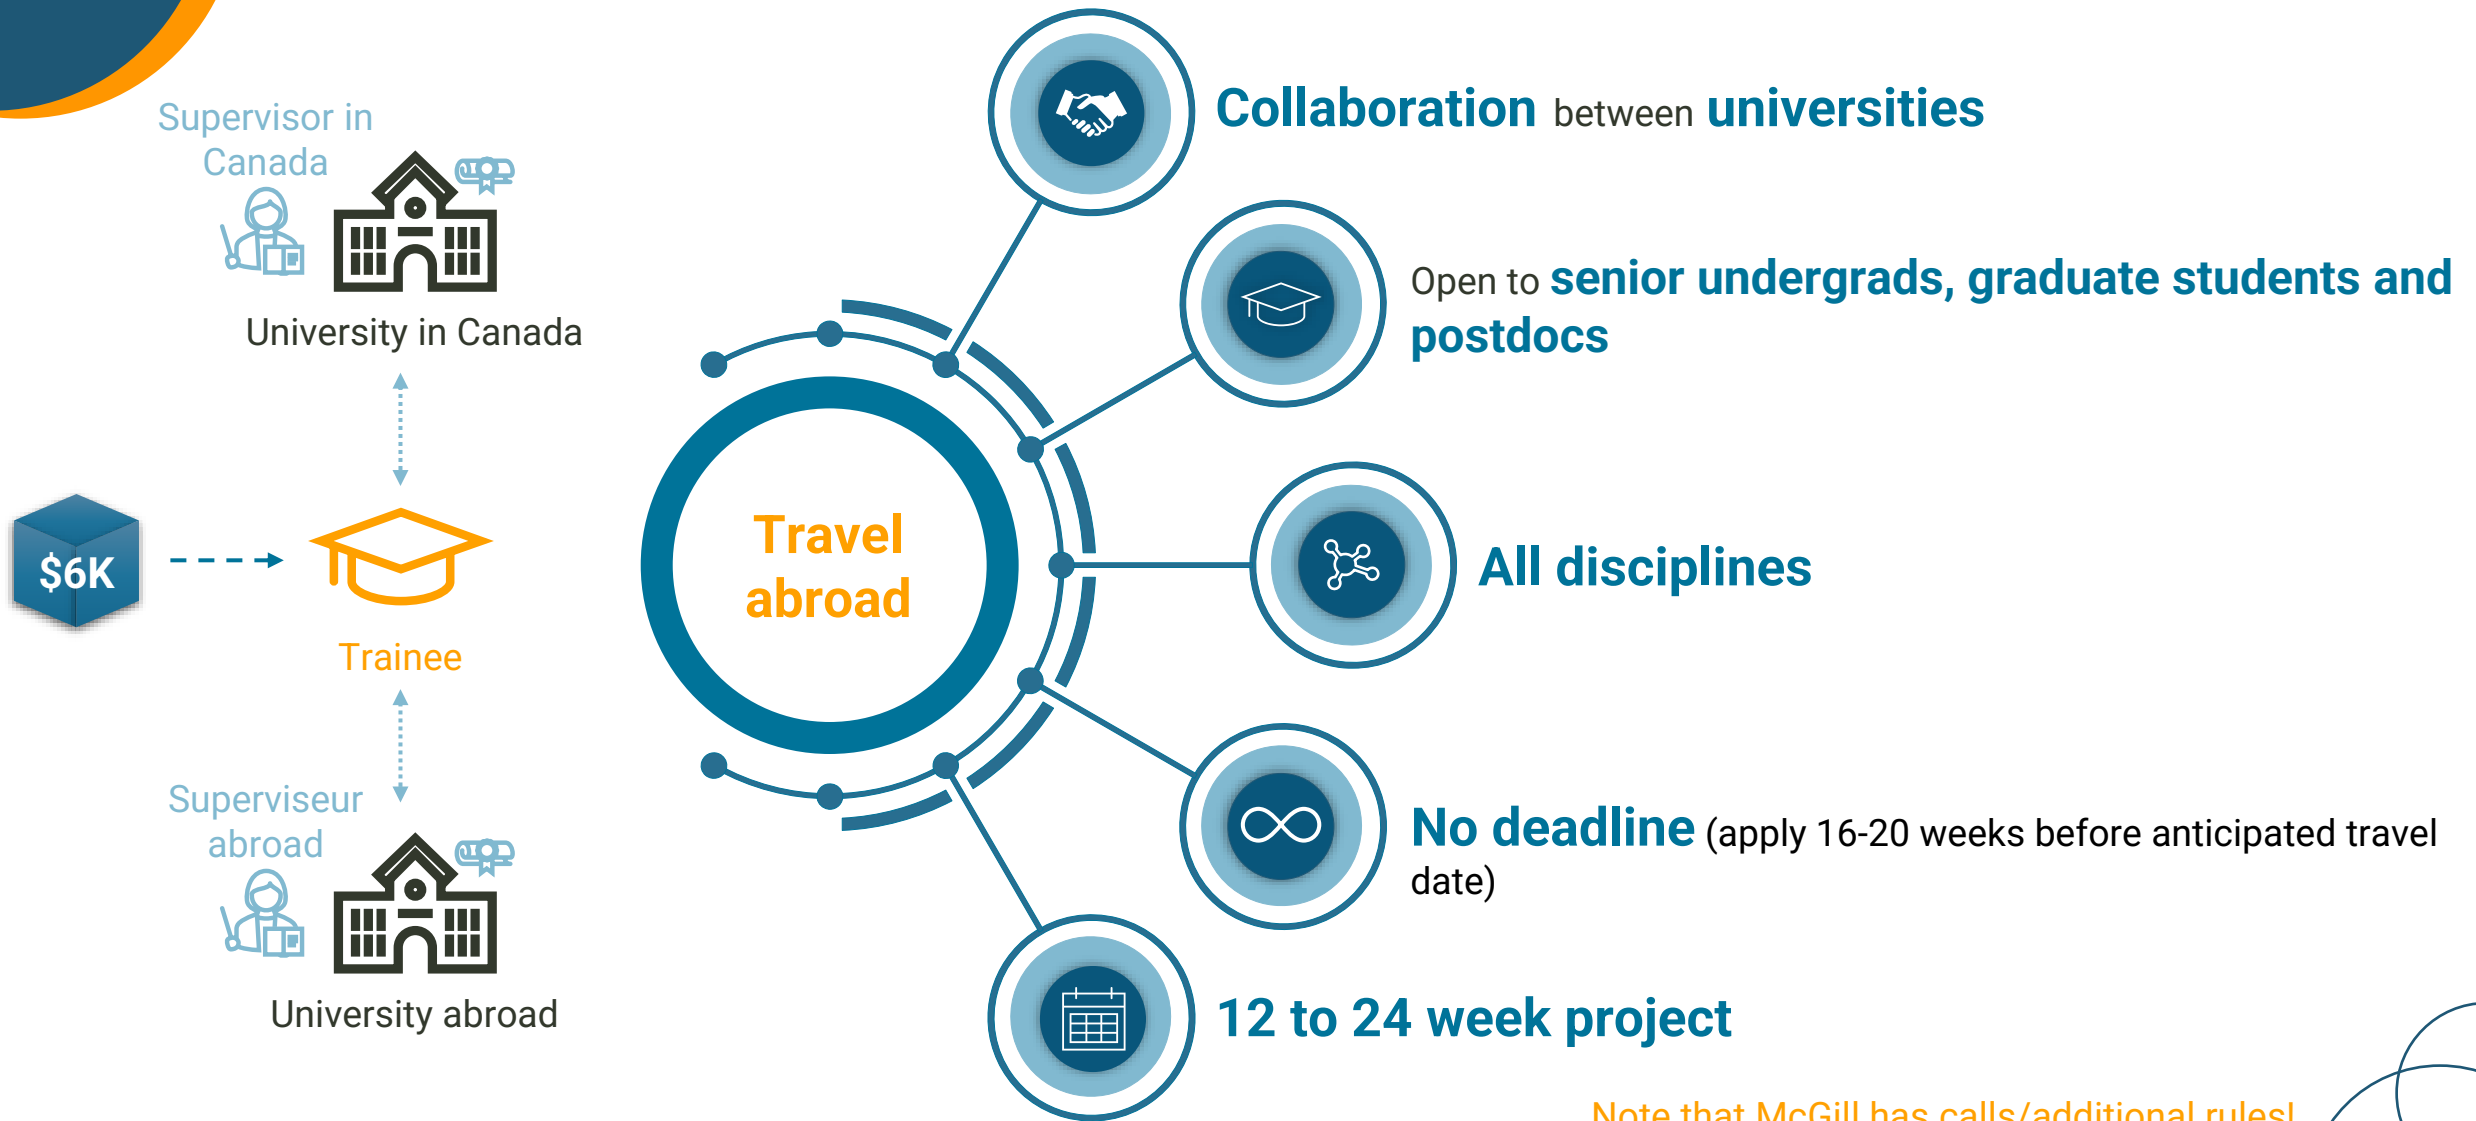 Supervisor in
Canada
University in Canada
$6K
Trainee
Superviseur
abroad
University abroad
Travel
abroad
Collaboration between universities
Open to senior undergrads, graduate students and
postdocs
All disciplines
No deadline (apply 16-20 weeks before anticipated travel
date)
12 to 24 week project
Note that McGill has calls/additional rules!